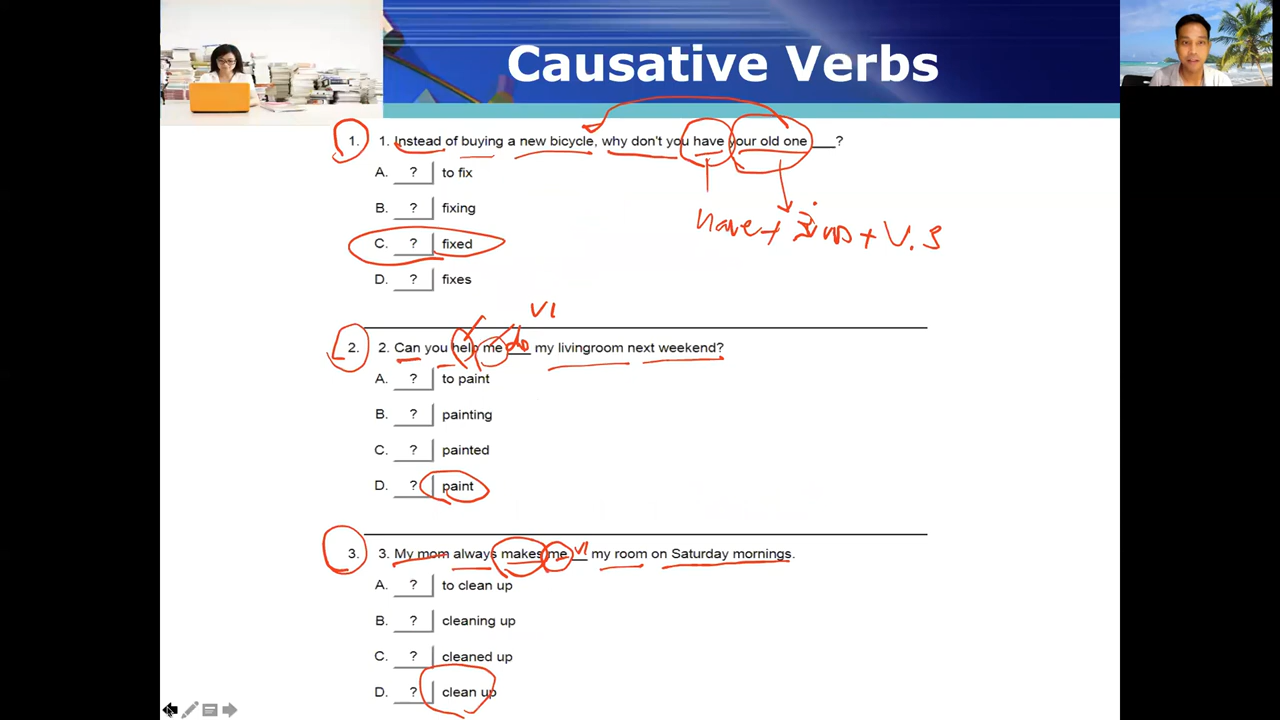 Causative Verbs
1. 1. Instead of buying a new bicycle, why don't you have your old one ___?
A. ? to fix
B. ? fixing
have + + V.3
C. ? fixed
D. ? fixes
V1
2. 2. Can you help me ___ my livingroom next weekend?
A. ? to paint
B. ? painting
C. ? painted
D. ? paint
3. 3. My mom always makes me __ my room on Saturday mornings.
V1
A. ? to clean up
B. ? cleaning up
C. ? cleaned up
D. ? clean up